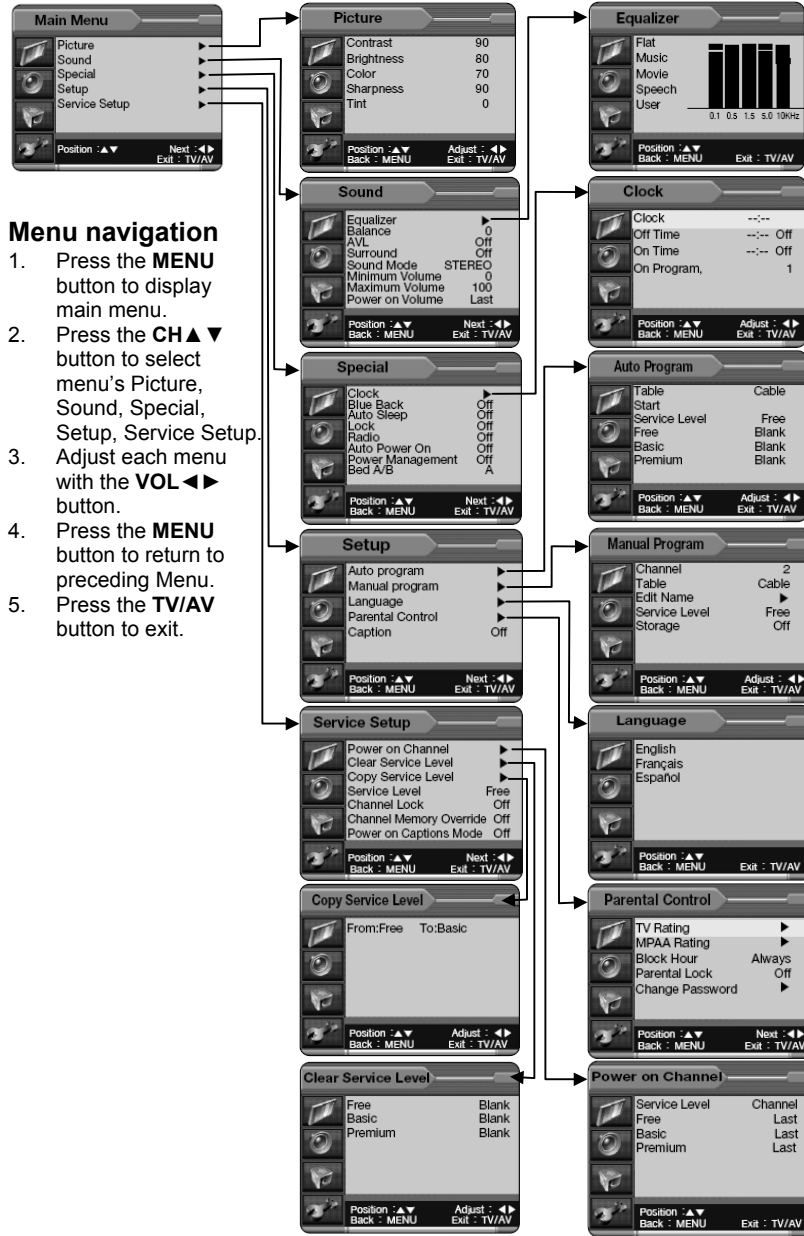 Main Menu
Picture ▶
Sound ▶
Special ▶
Setup ▶
Service Setup ▶
Position :▲▼ Next :◀▶
Exit : TV/AV
Menu navigation
1. Press the MENU
button to display
main menu.
2. Press the CH▲▼
button to select
menu’s Picture,
Sound, Special,
Setup, Service Setup.
3. Adjust each menu
with the VOL◄►
button.
4. Press the MENU
button to return to
preceding Menu.
5. Press the TV/AV
button to exit.
Picture
Contrast 90
Brightness 80
Color 70
Sharpness 90
Tint 0
Position :▲▼ Adjust : ◀▶
Back : MENU Exit : TV/AV
Sound
Equalizer ▶
Balance 0
AVL Off
Surround Off
Sound Mode STEREO
Minimum Volume 0
Maximum Volume 100
Power on Volume Last
Position :▲▼ Next :◀▶
Back : MENU Exit : TV/AV
Special
Clock ▶
Blue Back Off
Auto Sleep Off
Lock Off
Radio Off
Auto Power On Off
Power Management Off
Bed A/B A
Position :▲▼ Next :◀▶
Back : MENU Exit : TV/AV
Setup
Auto program ▶
Manual program ▶
Language ▶
Parental Control ▶
Caption Off
Position :▲▼ Next :◀▶
Back : MENU Exit : TV/AV
Service Setup
Power on Channel ▶
Clear Service Level ▶
Copy Service Level ▶
Service Level Free
Channel Lock Off
Channel Memory Override Off
Power on Captions Mode Off
Position :▲▼ Next :◀▶
Back : MENU Exit : TV/AV
Copy Service Level
From:Free To:Basic
Position :▲▼ Adjust : ◀▶
Back : MENU Exit : TV/AV
Clear Service Level
Free Blank
Basic Blank
Premium Blank
Position :▲▼ Adjust : ◀▶
Back : MENU Exit : TV/AV
Equalizer
Flat
Music
Movie
Speech
User
0.1 0.5 1.5 5.0 10KHz
Position :▲▼
Back : MENU Exit : TV/AV
Clock
Clock --:--
Off Time --:-- Off
On Time --:-- Off
On Program, 1
Position :▲▼ Adjust : ◀▶
Back : MENU Exit : TV/AV
Auto Program
Table Cable
Start
Service Level Free
Free Blank
Basic Blank
Premium Blank
Position :▲▼ Adjust : ◀▶
Back : MENU Exit : TV/AV
Manual Program
Channel 2
Table Cable
Edit Name ▶
Service Level Free
Storage Off
Position :▲▼ Adjust : ◀▶
Back : MENU Exit : TV/AV
Language
English
Français
Español
Position :▲▼
Back : MENU Exit : TV/AV
Parental Control
TV Rating ▶
MPAA Rating ▶
Block Hour Always
Parental Lock Off
Change Password ▶
Position :▲▼ Next :◀▶
Back : MENU Exit : TV/AV
Power on Channel
Service Level Channel
Free Last
Basic Last
Premium Last
Position :▲▼
Back : MENU Exit : TV/AV